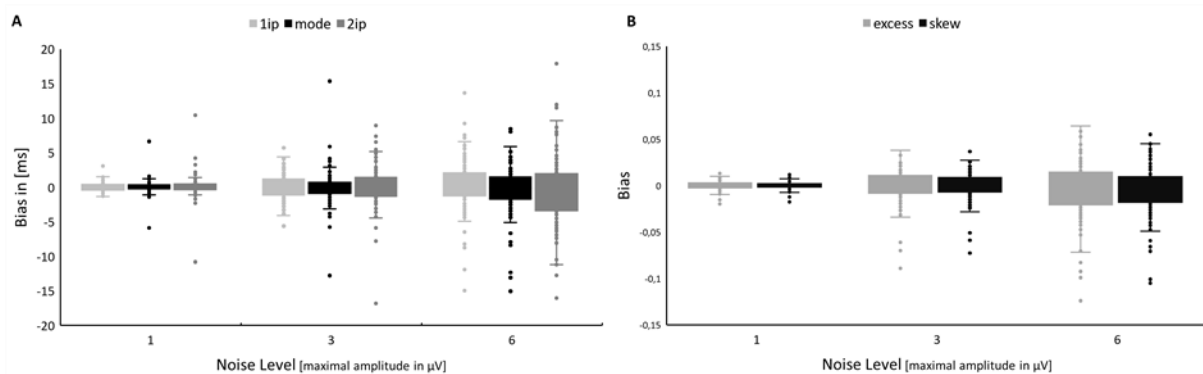 A
1ip mode 2ip
20
15
10
5
0
-5
-10
-15
-20
Bias in [ms]
1 3 6
Noise Level [maximal amplitude in µV]
B
excess skew
0,15
0,1
0,05
0
-0,05
-0,1
-0,15
Bias
1 3 6
Noise Level [maximal amplitude in µV]